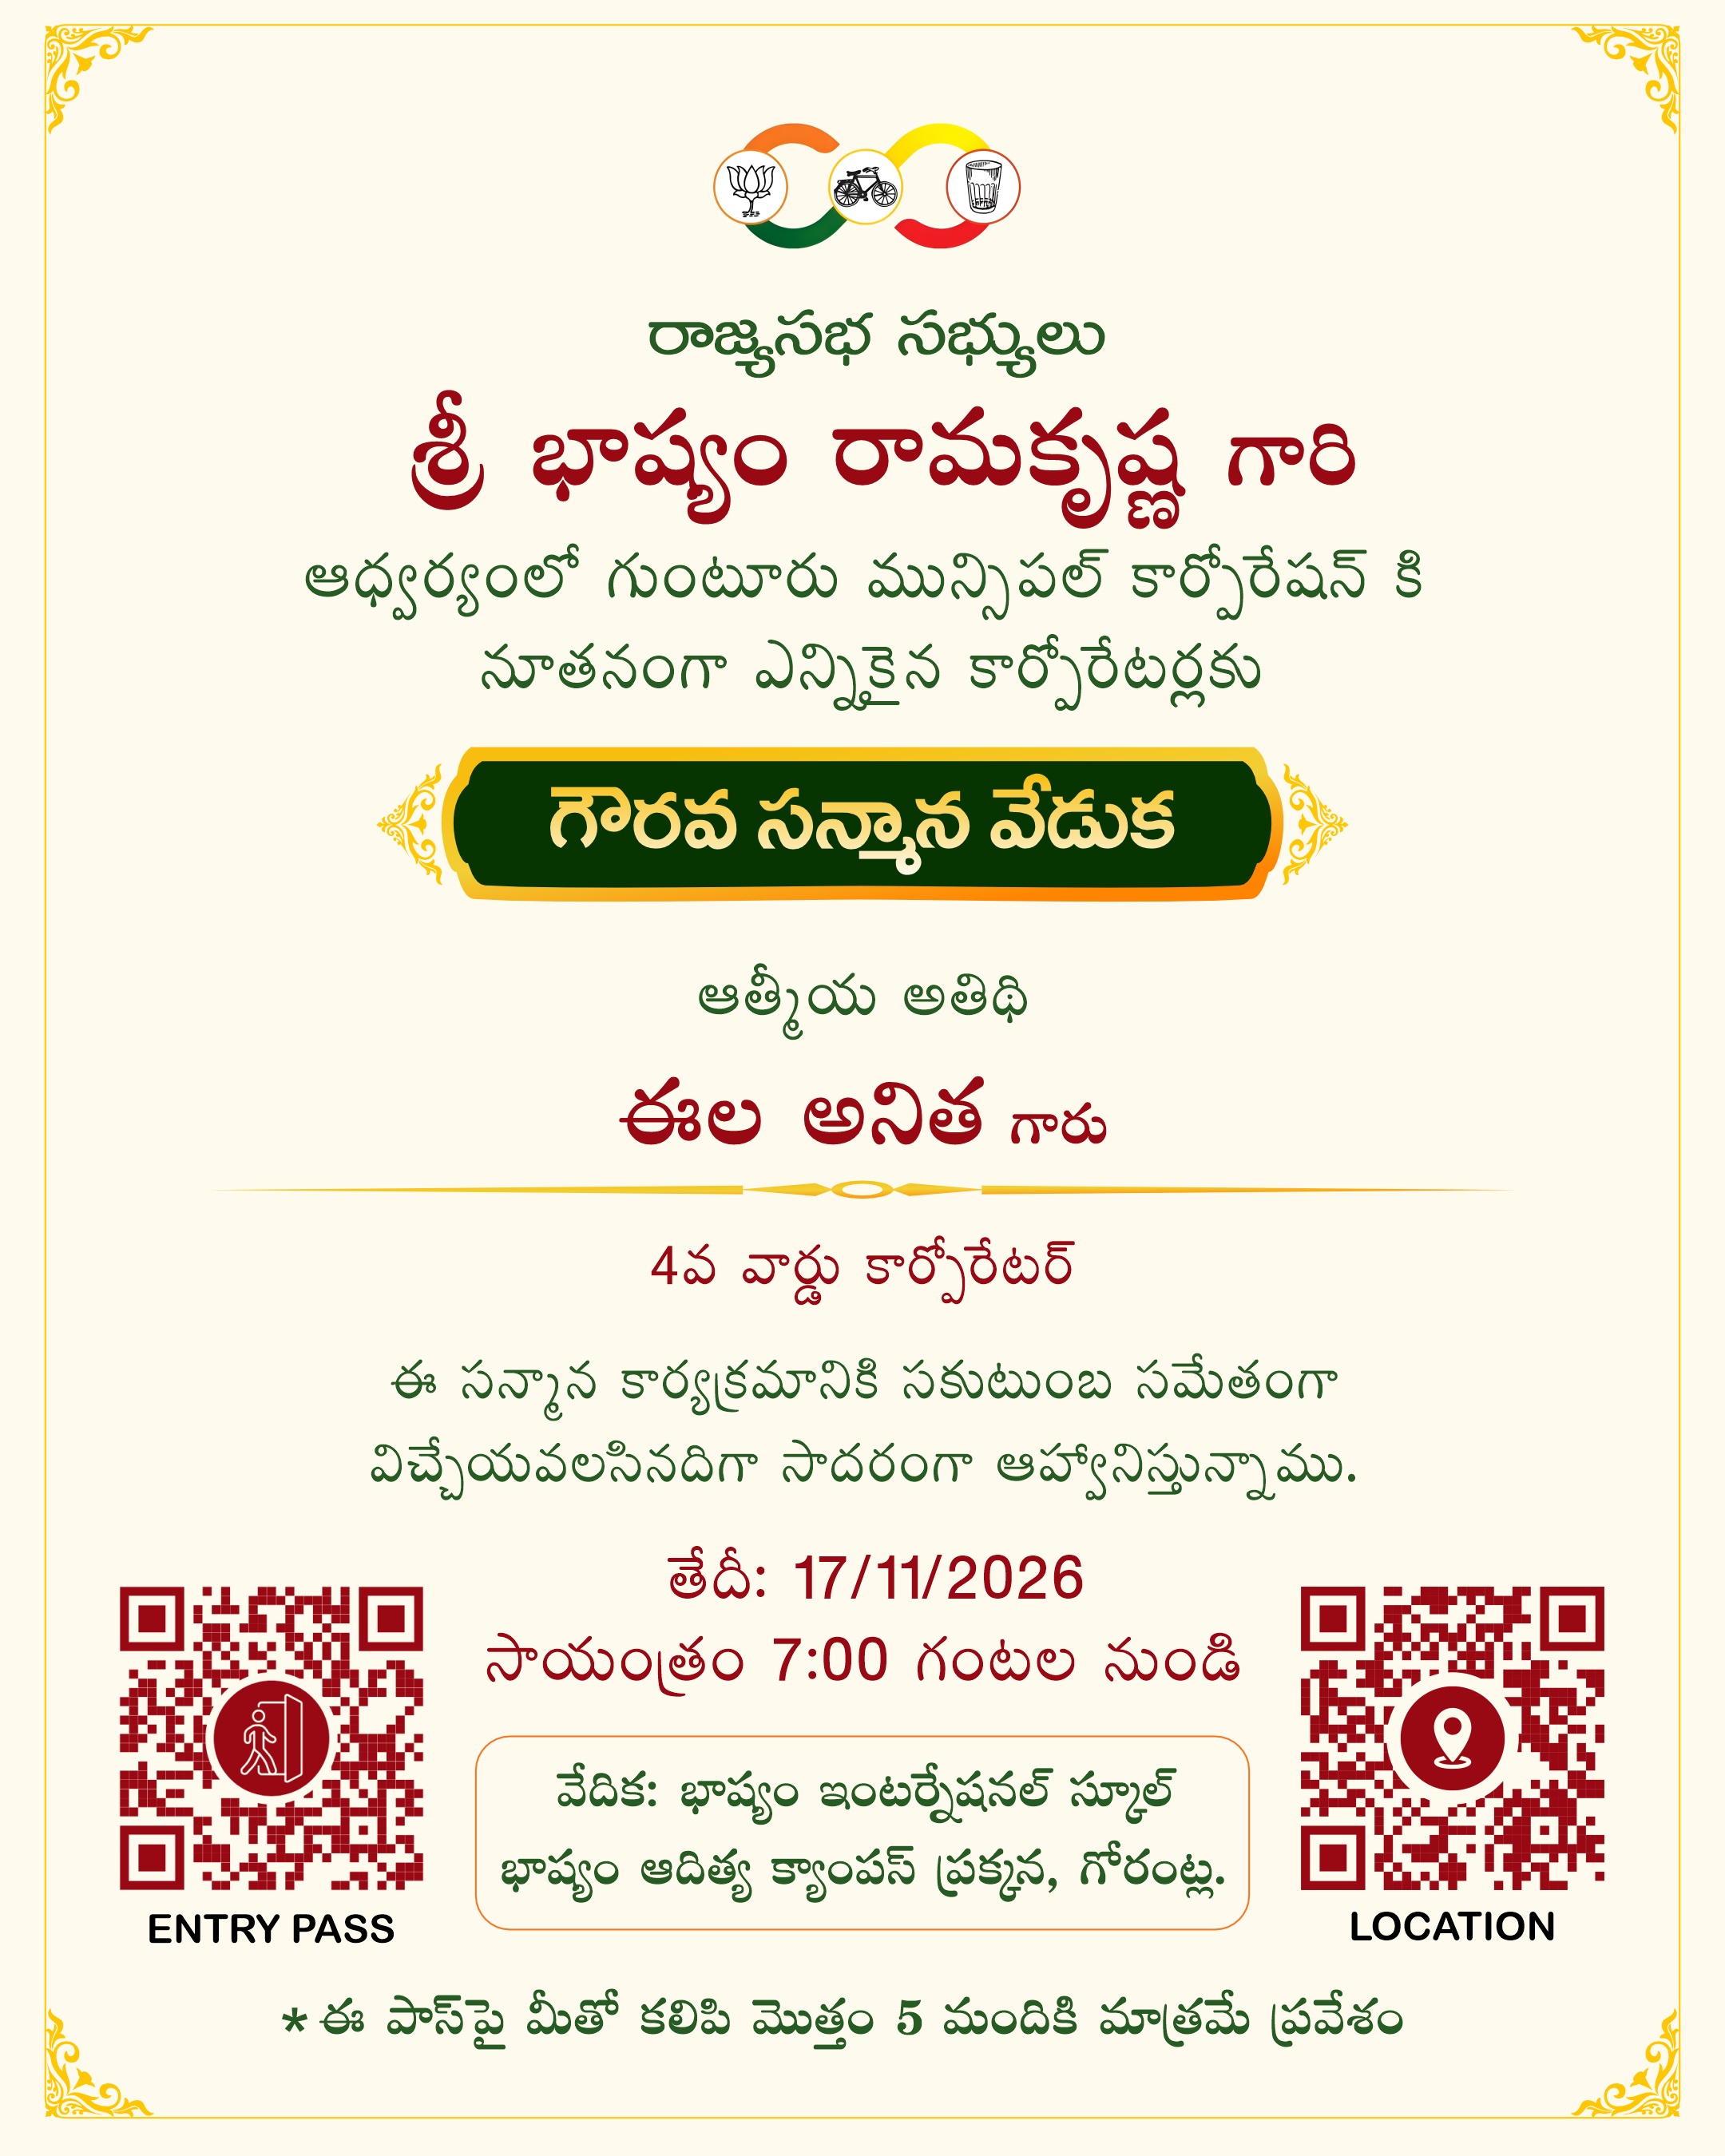 రాజ్యసభ సభ్యులు
శ్రీ భాష్యం రామకృష్ణ గారి
ఆధ్వర్యంలో గుంటూరు మున్సిపల్ కార్పోరేషన్ కి
నూతనంగా ఎన్నికైన కార్పోరేటర్లకు
గౌరవ సన్మాన వేడుక
ఆత్మీయ అతిథి
ఈల అనిత గారు
4వ వార్డు కార్పోరేటర్
ఈ సన్మాన కార్యక్రమానికి సకుటుంబ సమేతంగా
విచ్చేయవలసినదిగా సాదరంగా ఆహ్వానిస్తున్నాము.
తేదీ: 17/11/2026
సాయంత్రం 7:00 గంటల నుండి
వేదిక: భాష్యం ఇంటర్నేషనల్ స్కూల్
భాష్యం ఆదిత్య క్యాంపస్ ప్రక్కన, గోరంట్ల.
ENTRY PASS
LOCATION
* ఈ పాస్‌పై మీతో కలిపి మొత్తం 5 మందికి మాత్రమే ప్రవేశం